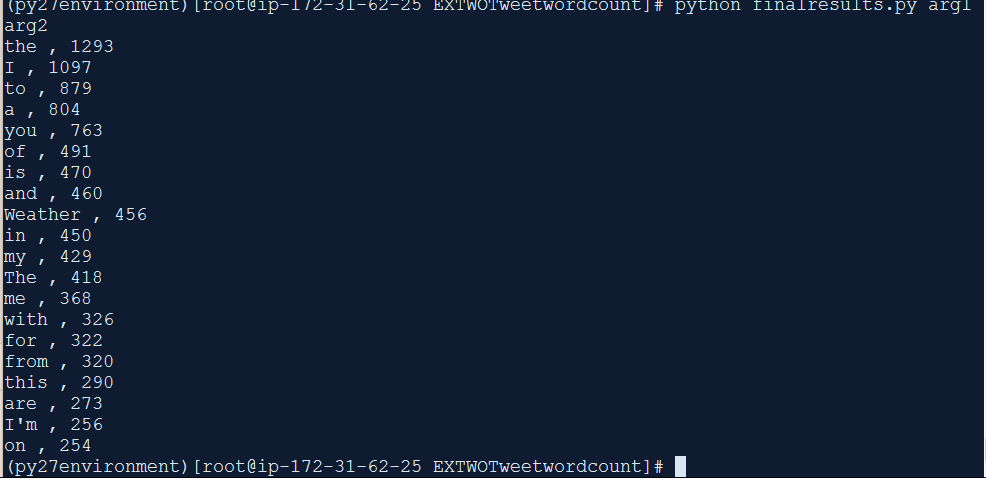 (py27environment)[root@ip-172-31-62-25 EXTWOTweetwordcount]# python finalresults.py arg1
arg2
the , 1293
I , 1097
to , 879
a , 804
you , 763
of , 491
is , 470
and , 460
Weather , 456
in , 450
my , 429
The , 418
me , 368
with , 326
for , 322
from , 320
this , 290
are , 273
I'm , 256
on , 254
(py27environment)[root@ip-172-31-62-25 EXTWOTweetwordcount]#